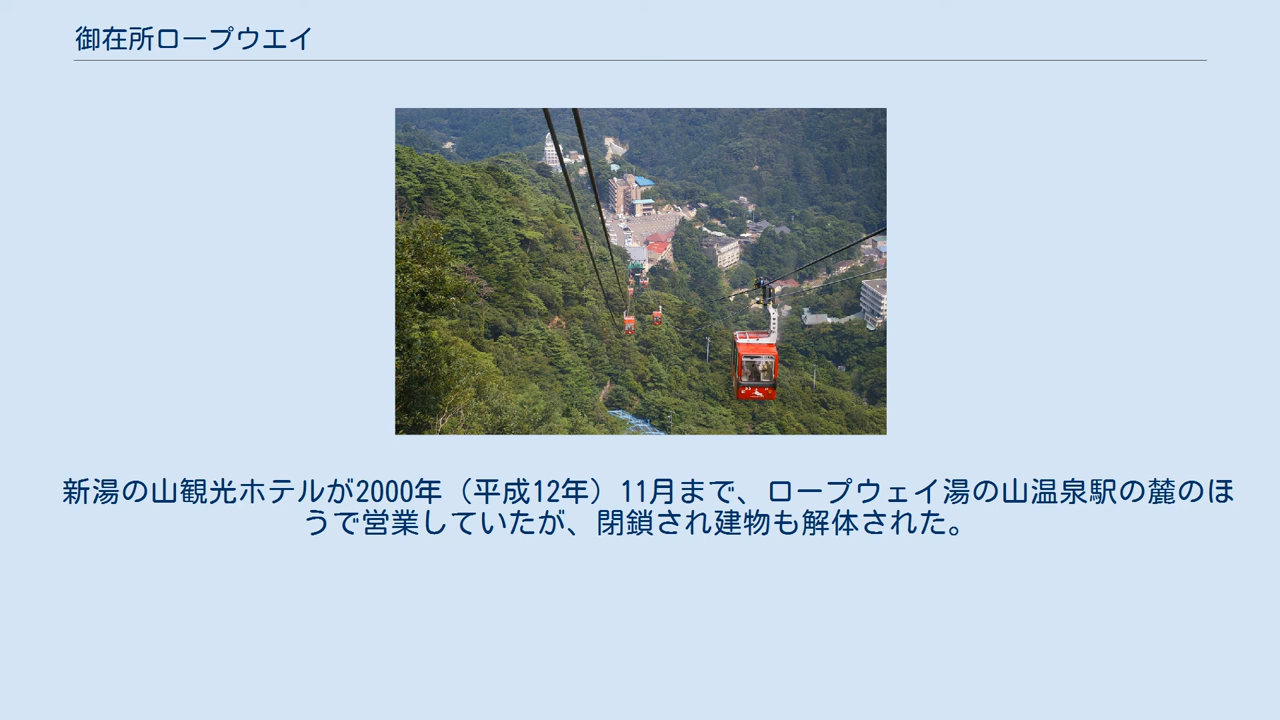 御在所ロープウエイ
新湯の山観光ホテルが2000年（平成12年）11月まで、ロープウェイ湯の山温泉駅の麓のほ
うで営業していたが、閉鎖され建物も解体された。